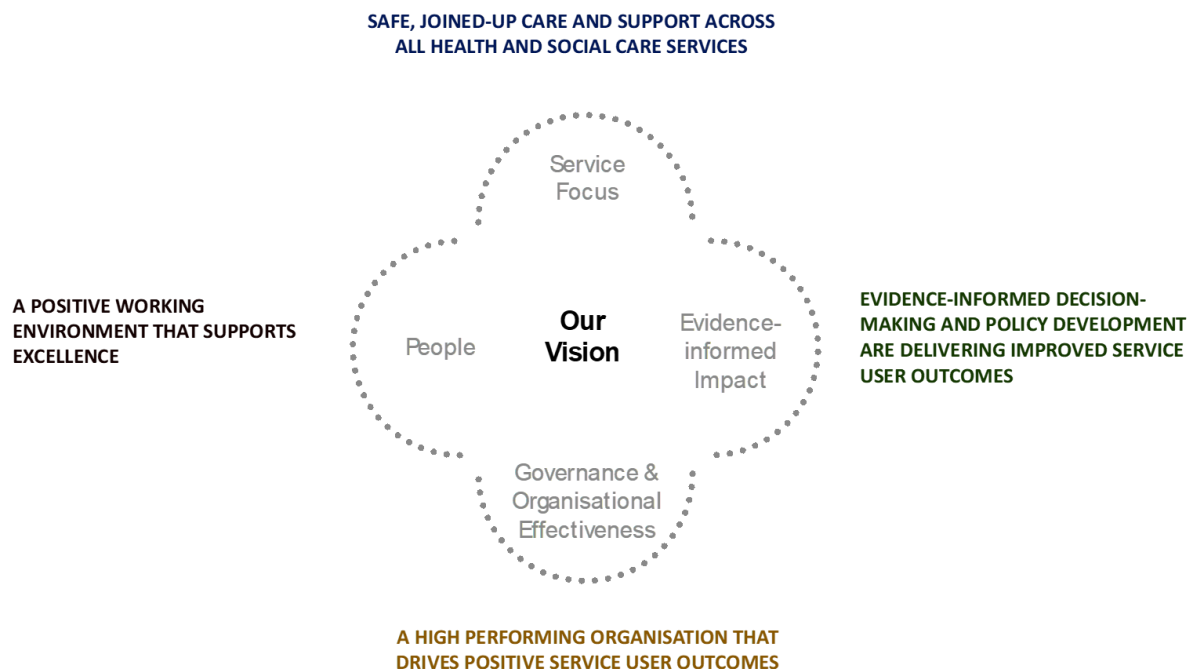 SAFE, JOINED-UP CARE AND SUPPORT ACROSS
ALL HEALTH AND SOCIAL CARE SERVICES
Service
Focus
A POSITIVE WORKING
ENVIRONMENT THAT SUPPORTS
EXCELLENCE
People
Our
Vision
Evidence-
informed
Impact
EVIDENCE-INFORMED DECISION-
MAKING AND POLICY DEVELOPMENT
ARE DELIVERING IMPROVED SERVICE
USER OUTCOMES
Governance &
Organisational
Effectiveness
A HIGH PERFORMING ORGANISATION THAT
DRIVES POSITIVE SERVICE USER OUTCOMES